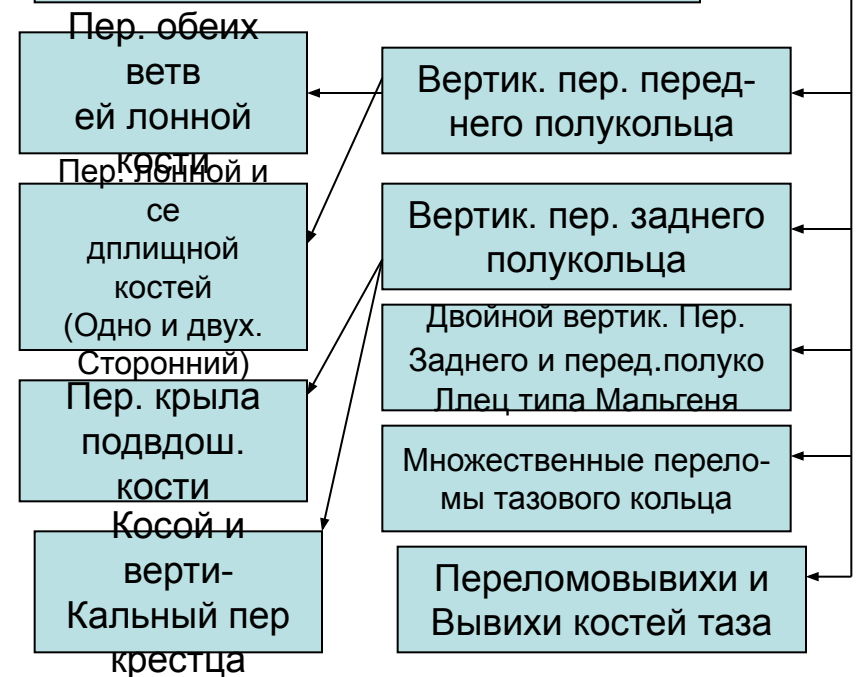 Пер. обеих
ветв
ей лонной
кости
Пер. лонной и
се
дплищной
костей
(Одно и двух.
Сторонний)
Пер. крыла
подвдош.
кости
Косой и
верти-
Кальный пер
крестца
Вертик. пер. перед-
него полукольца
Вертик. пер. заднего
полукольца
Двойной вертик. Пер.
Заднего и перед.полуко
Ллец типа Мальгеня
Множественные перело-
мы тазового кольца
Переломовывихи и
Вывихи костей таза